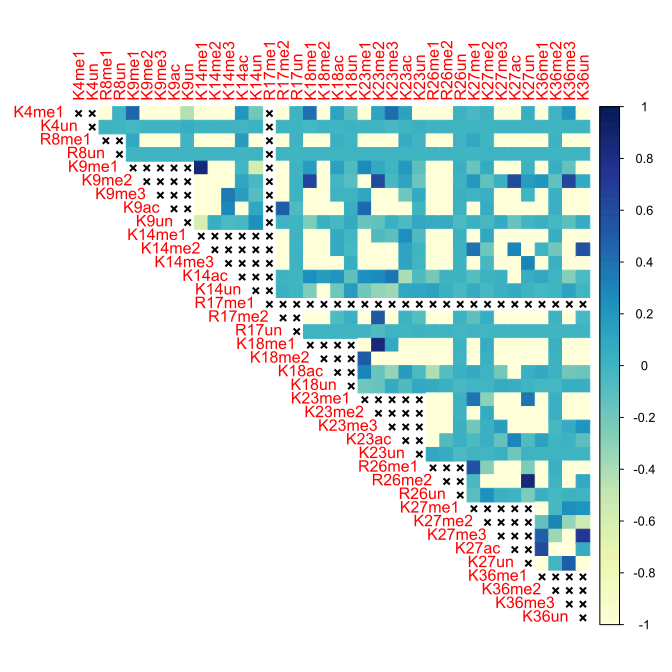 K4me1
K4un
R8me1
R8un
K9me1
K9me2
K9me3
K9ac
K9un
K14me1
K14me2
K14me3
K14ac
K14un
R17me1
R17me2
R17un
K18me1
K18me2
K18ac
K18un
K23me1
K23me2
K23me3
K23ac
K23un
R26me1
R26me2
R26un
K27me1
K27me2
K27me3
K27ac
K27un
K36me1
K36me2
K36me3
K36un
K4me1
K4un
R8me1
R8un
K9me1
K9me2
K9me3
K9ac
K9un
K14me1
K14me2
K14me3
K14ac
K14un
R17me1
R17me2
R17un
K18me1
K18me2
K18ac
K18un
K23me1
K23me2
K23me3
K23ac
K23un
R26me1
R26me2
R26un
K27me1
K27me2
K27me3
K27ac
K27un
K36me1
K36me2
K36me3
K36un
1
0.8
0.6
0.4
0.2
0
-0.2
-0.4
-0.6
-0.8
-1